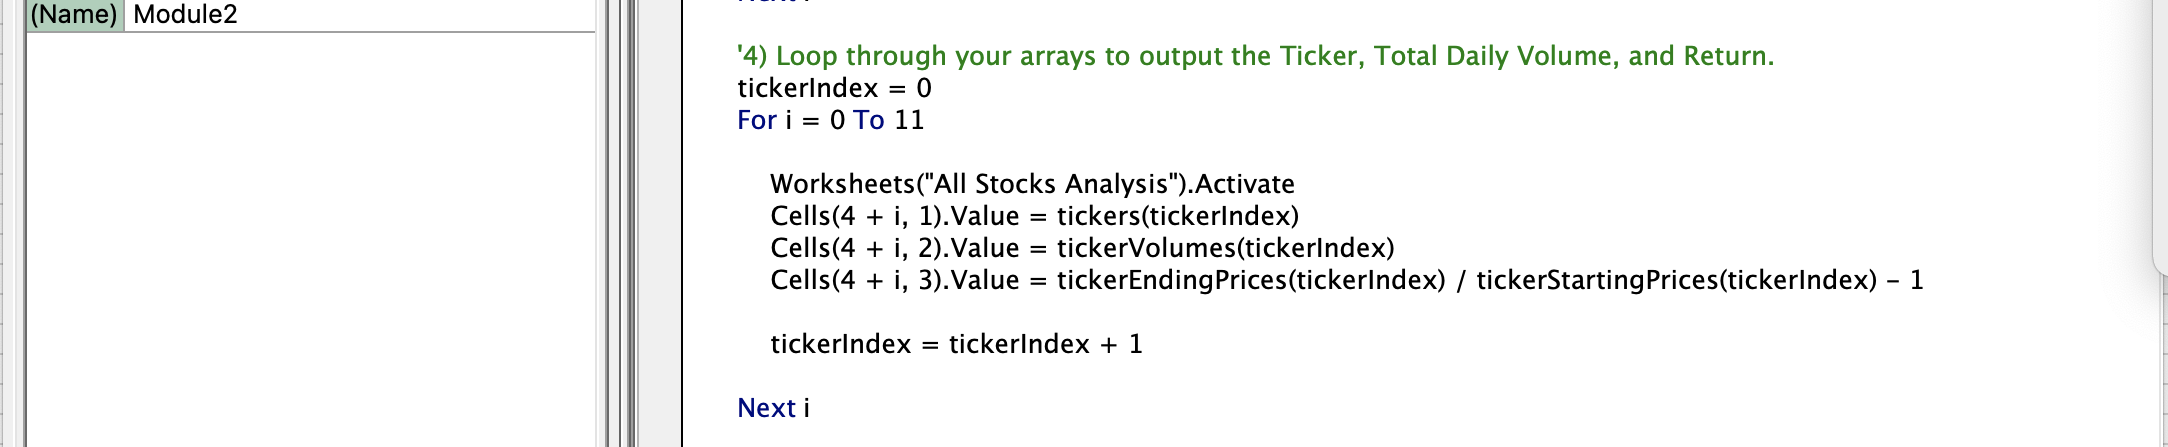 (Name) Module2
'4) Loop through your arrays to output the Ticker, Total Daily Volume, and Return.
tickerIndex = 0
For i = 0 To 11
Worksheets("All Stocks Analysis").Activate
Cells(4 + i, 1).Value = tickers(tickerIndex)
Cells(4 + i, 2).Value = tickerVolumes(tickerIndex)
Cells(4 + i, 3).Value = tickerEndingPrices(tickerIndex) / tickerStartingPrices(tickerIndex) - 1
tickerIndex = tickerIndex + 1
Next i